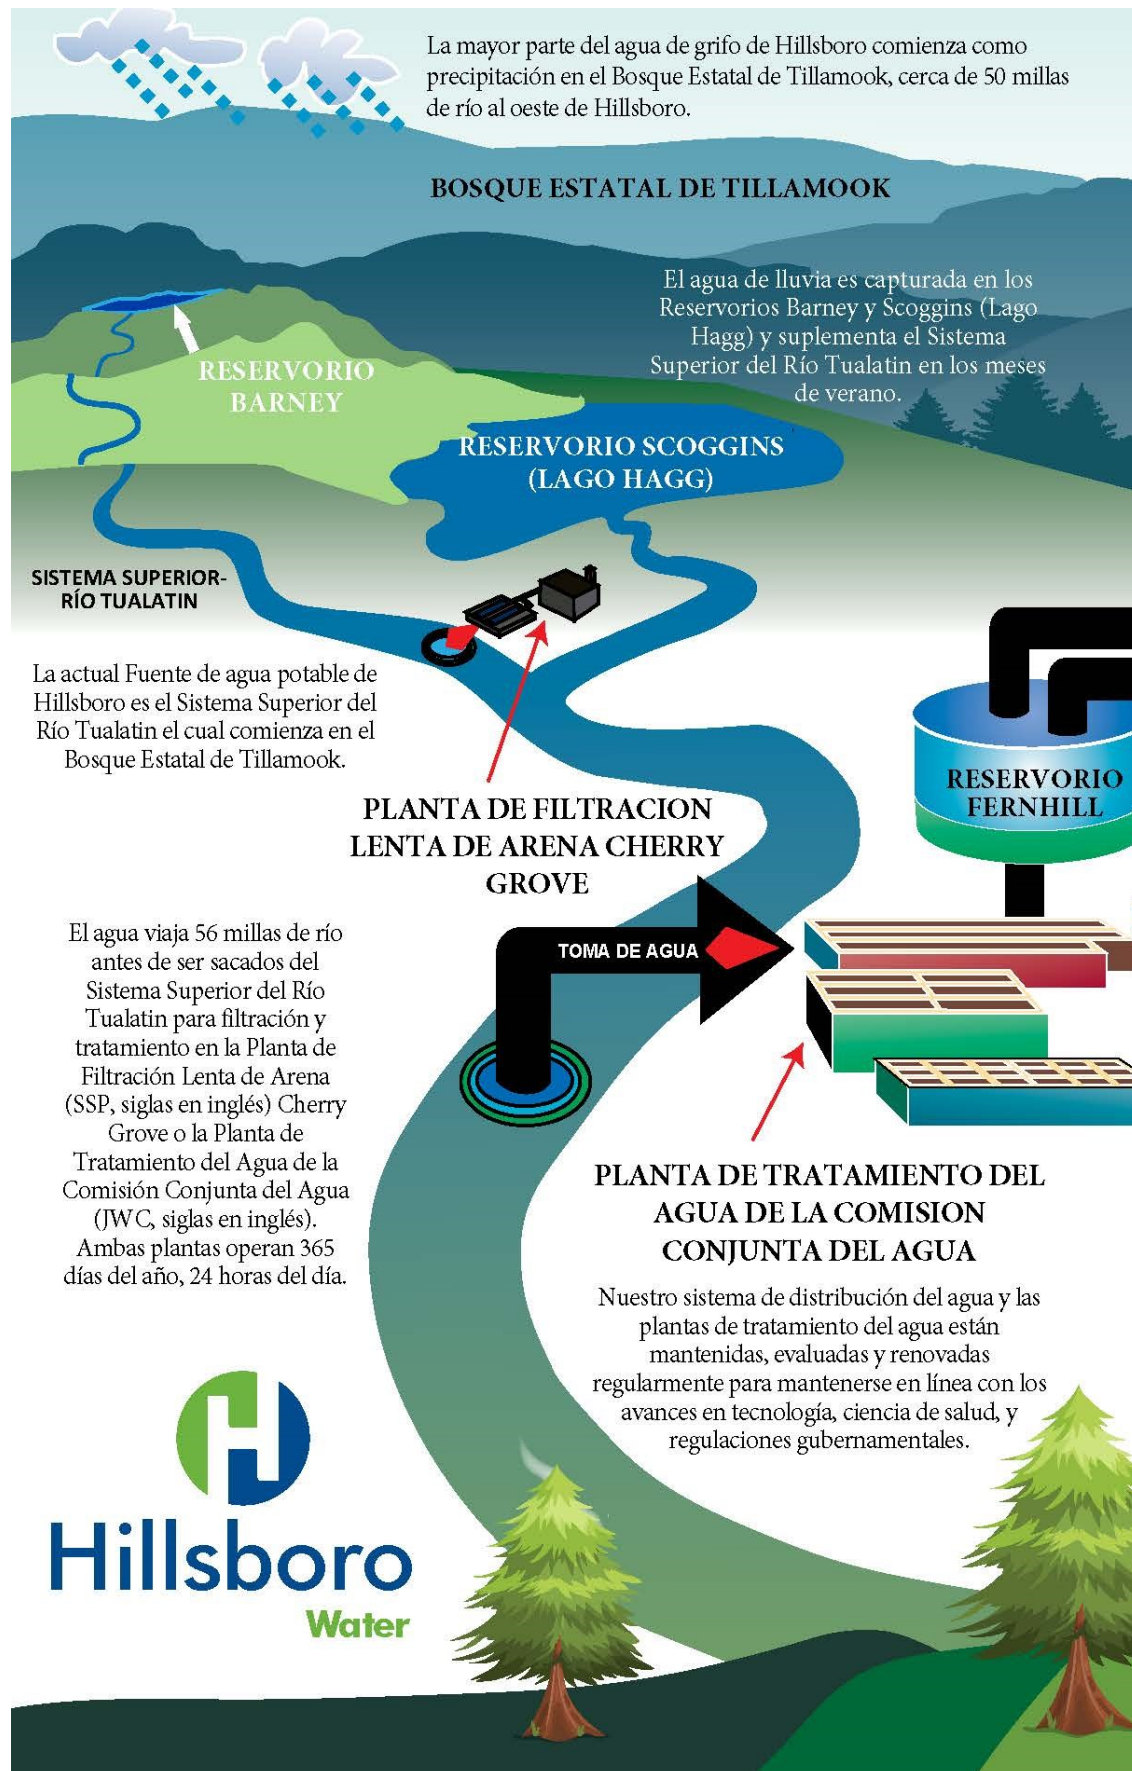 La mayor parte del agua de grifo de Hillsboro comienza como
precipitación en el Bosque Estatal de Tillamook, cerca de 50 millas
de río al oeste de Hillsboro.
BOSQUE ESTATAL DE TILLAMOOK
El agua de lluvia es capturada en los
Reservorios Barney y Scoggins (Lago
Hagg) y suplementa el Sistema
Superior del Río Tualatin en los meses
de verano.
RESERVORIO
BARNEY
RESERVORIO SCOGGINS
(LAGO HAGG)
SISTEMA SUPERIOR-
RÍO TUALATIN
La actual Fuente de agua potable de
Hillsboro es el Sistema Superior del
Río Tualatin el cual comienza en el
Bosque Estatal de Tillamook.
RESERVORIO
FERNHILL
PLANTA DE FILTRACION
LENTA DE ARENA CHERRY
GROVE
TOMA DE AGUA
El agua viaja 56 millas de río
antes de ser sacados del
Sistema Superior del Río
Tualatin para filtración y
tratamiento en la Planta de
Filtración Lenta de Arena
(SSP, siglas en inglés) Cherry
Grove o la Planta de
Tratamiento del Agua de la
Comisión Conjunta del Agua
(JWC, siglas en inglés).
Ambas plantas operan 365
días del año, 24 horas del día.
PLANTA DE TRATAMIENTO DEL
AGUA DE LA COMISION
CONJUNTA DEL AGUA
Nuestro sistema de distribución del agua y las
plantas de tratamiento del agua están
mantenidas, evaluadas y renovadas
regularmente para mantenerse en línea con los
avances en tecnología, ciencia de salud, y
regulaciones gubernamentales.
Hillsboro
Water